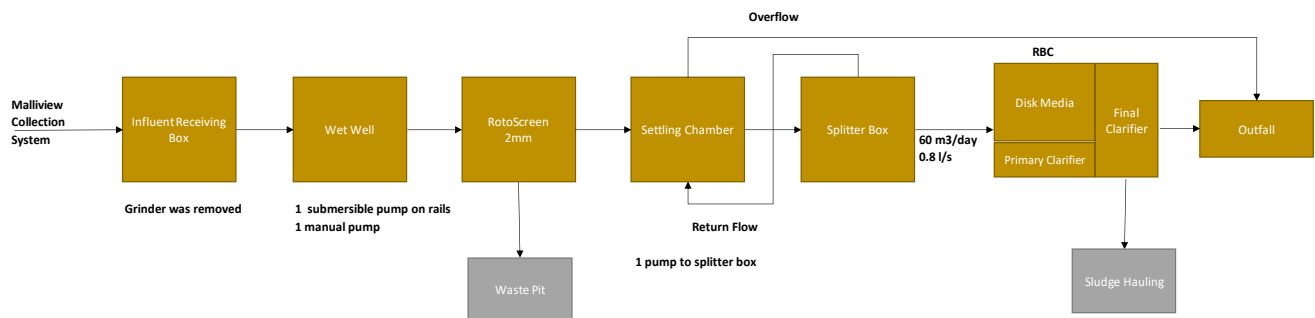 Overflow
RBC
Malliview
Collection
System
Influent Receiving
Box
Wet Well
RotoScreen
2mm
Settling Chamber
Splitter Box
60 m3/day
0.8 l/s
Disk Media
Primary Clarifier
Final
Clarifier
Outfall
Grinder was removed
1 submersible pump on rails
1 manual pump
Return Flow
1 pump to splitter box
Waste Pit
Sludge Hauling